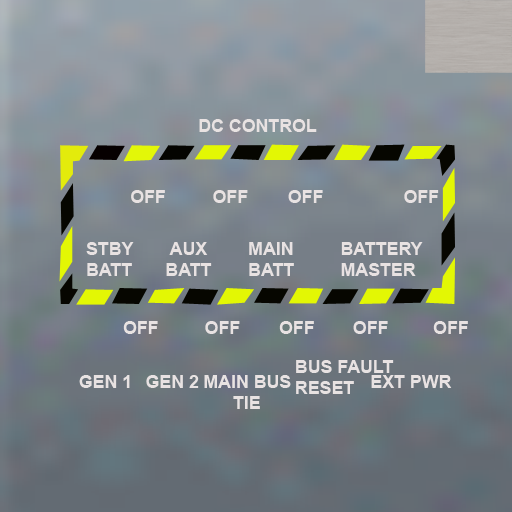 DC CONTROL
OFF OFF OFF OFF
STBY BATT
AUX BATT
MAIN BATT
BATTERY MASTER
OFF OFF OFF OFF OFF
GEN 1
GEN 2
MAIN BUS TIE
BUS FAULT RESET
EXT PWR